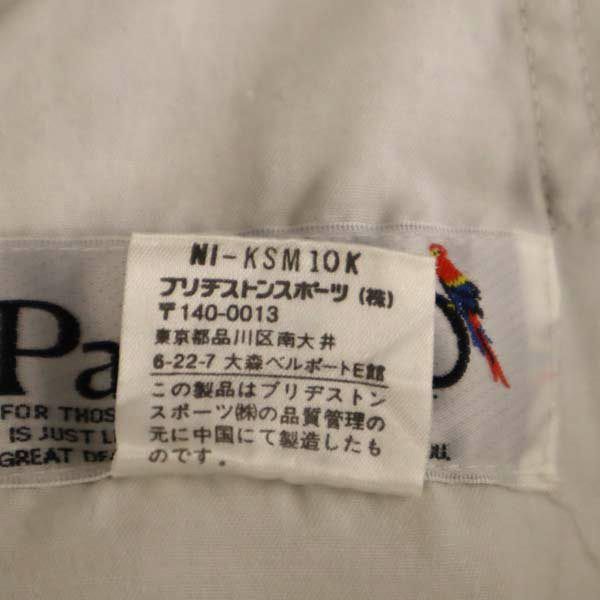 NI-KSM10K
ブリヂストンスポーツ(株)
〒140-0013
東京都品川区南大井
6-22-7 大森ベルポートE館
この製品はブリヂストン
スポーツ㈱の品質管理の
元に中国にて製造したも
のです。
Pa
FOR THOS
IS JUST L
GREAT